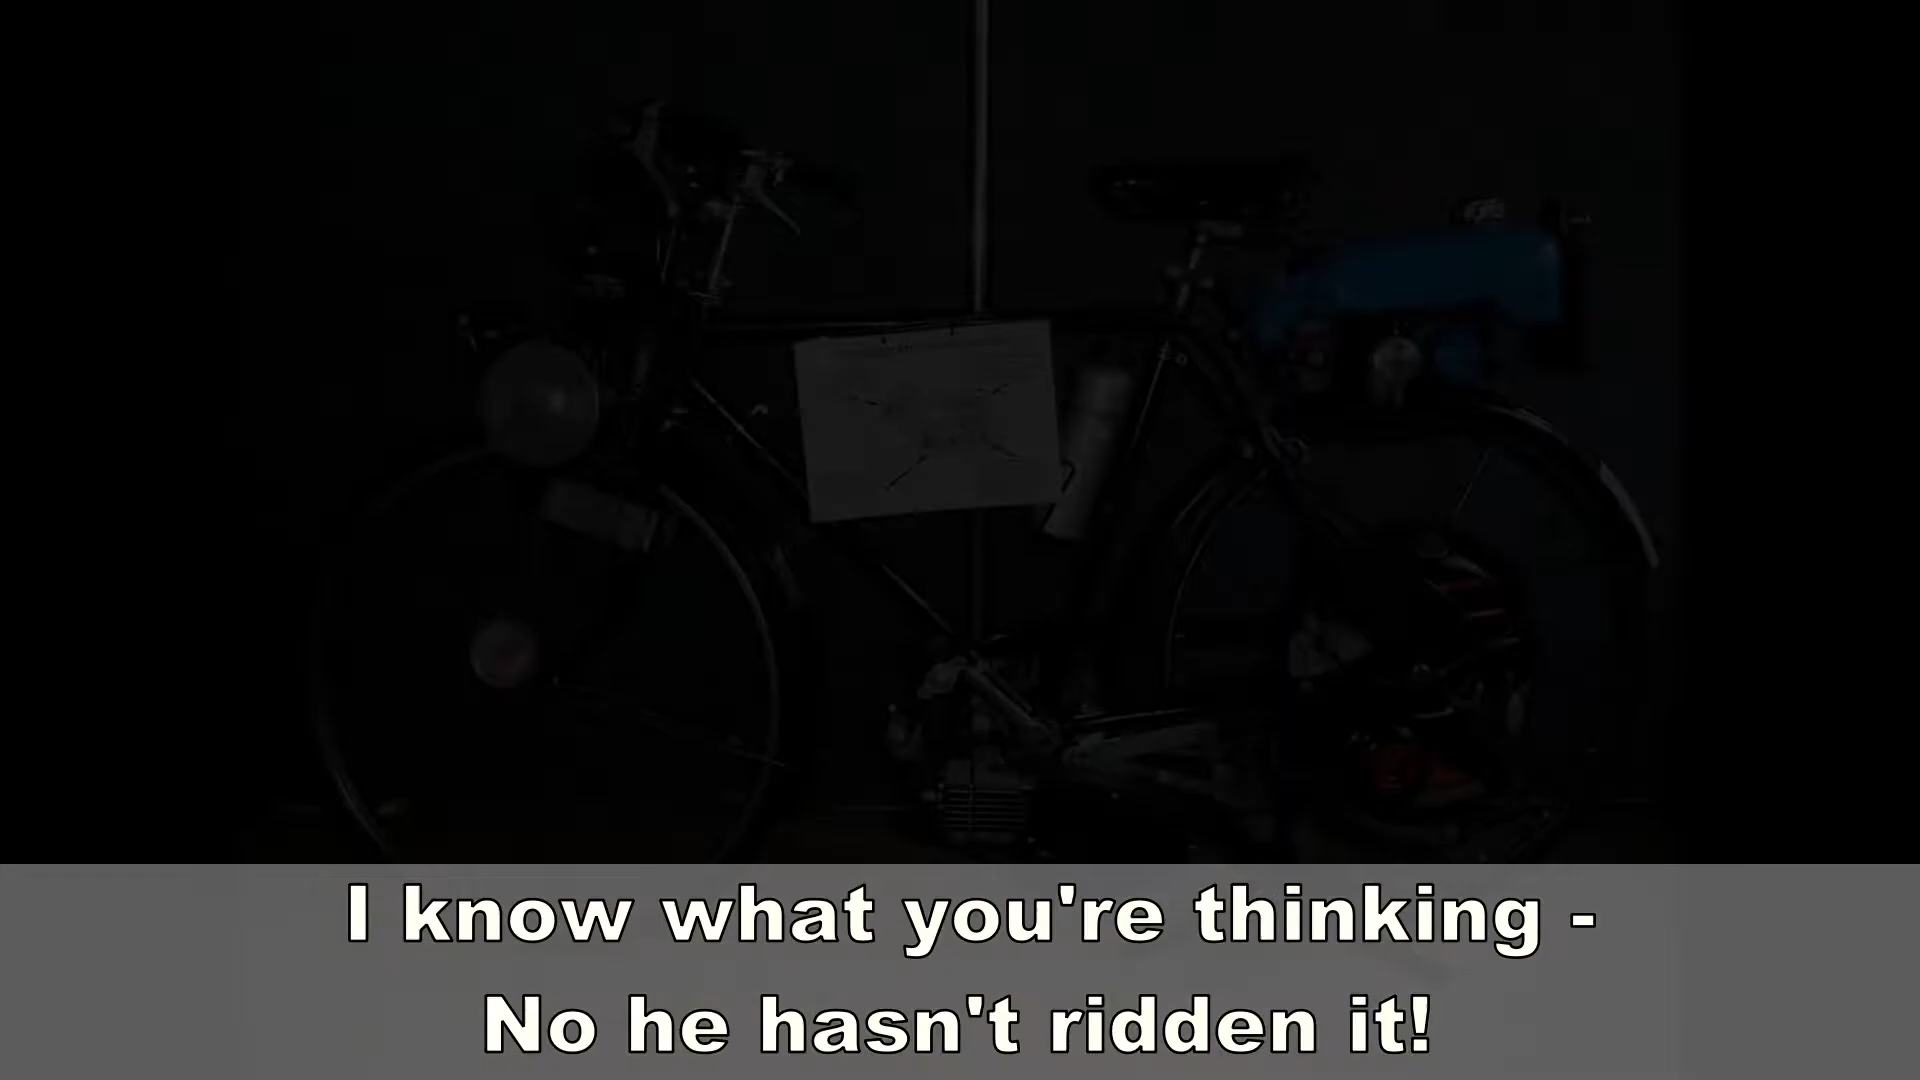 I know what you're thinking -
No he hasn't ridden it!